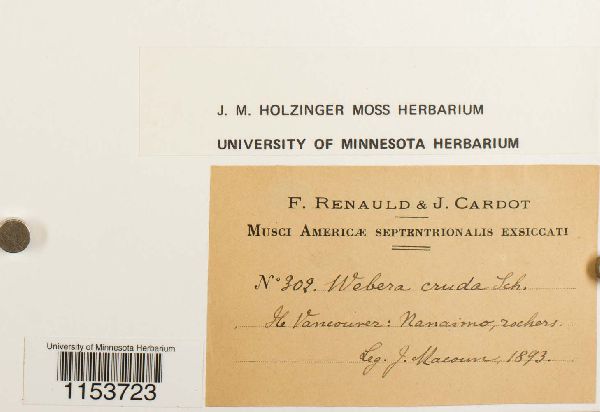 J. M. HOLZINGER MOSS HERBARIUM
UNIVERSITY OF MINNESOTA HERBARIUM
F. RENAULD & J. CARDOT
MUSCI AMERICÆ SEPTENTRIONALIS EXSICCATI
N° 302. Webera cruda Sch.
Ile Vancouver: Nanaimo, rochers.
Leg. J. Macoun, 1893.
University of Minnesota Herbarium
1153723